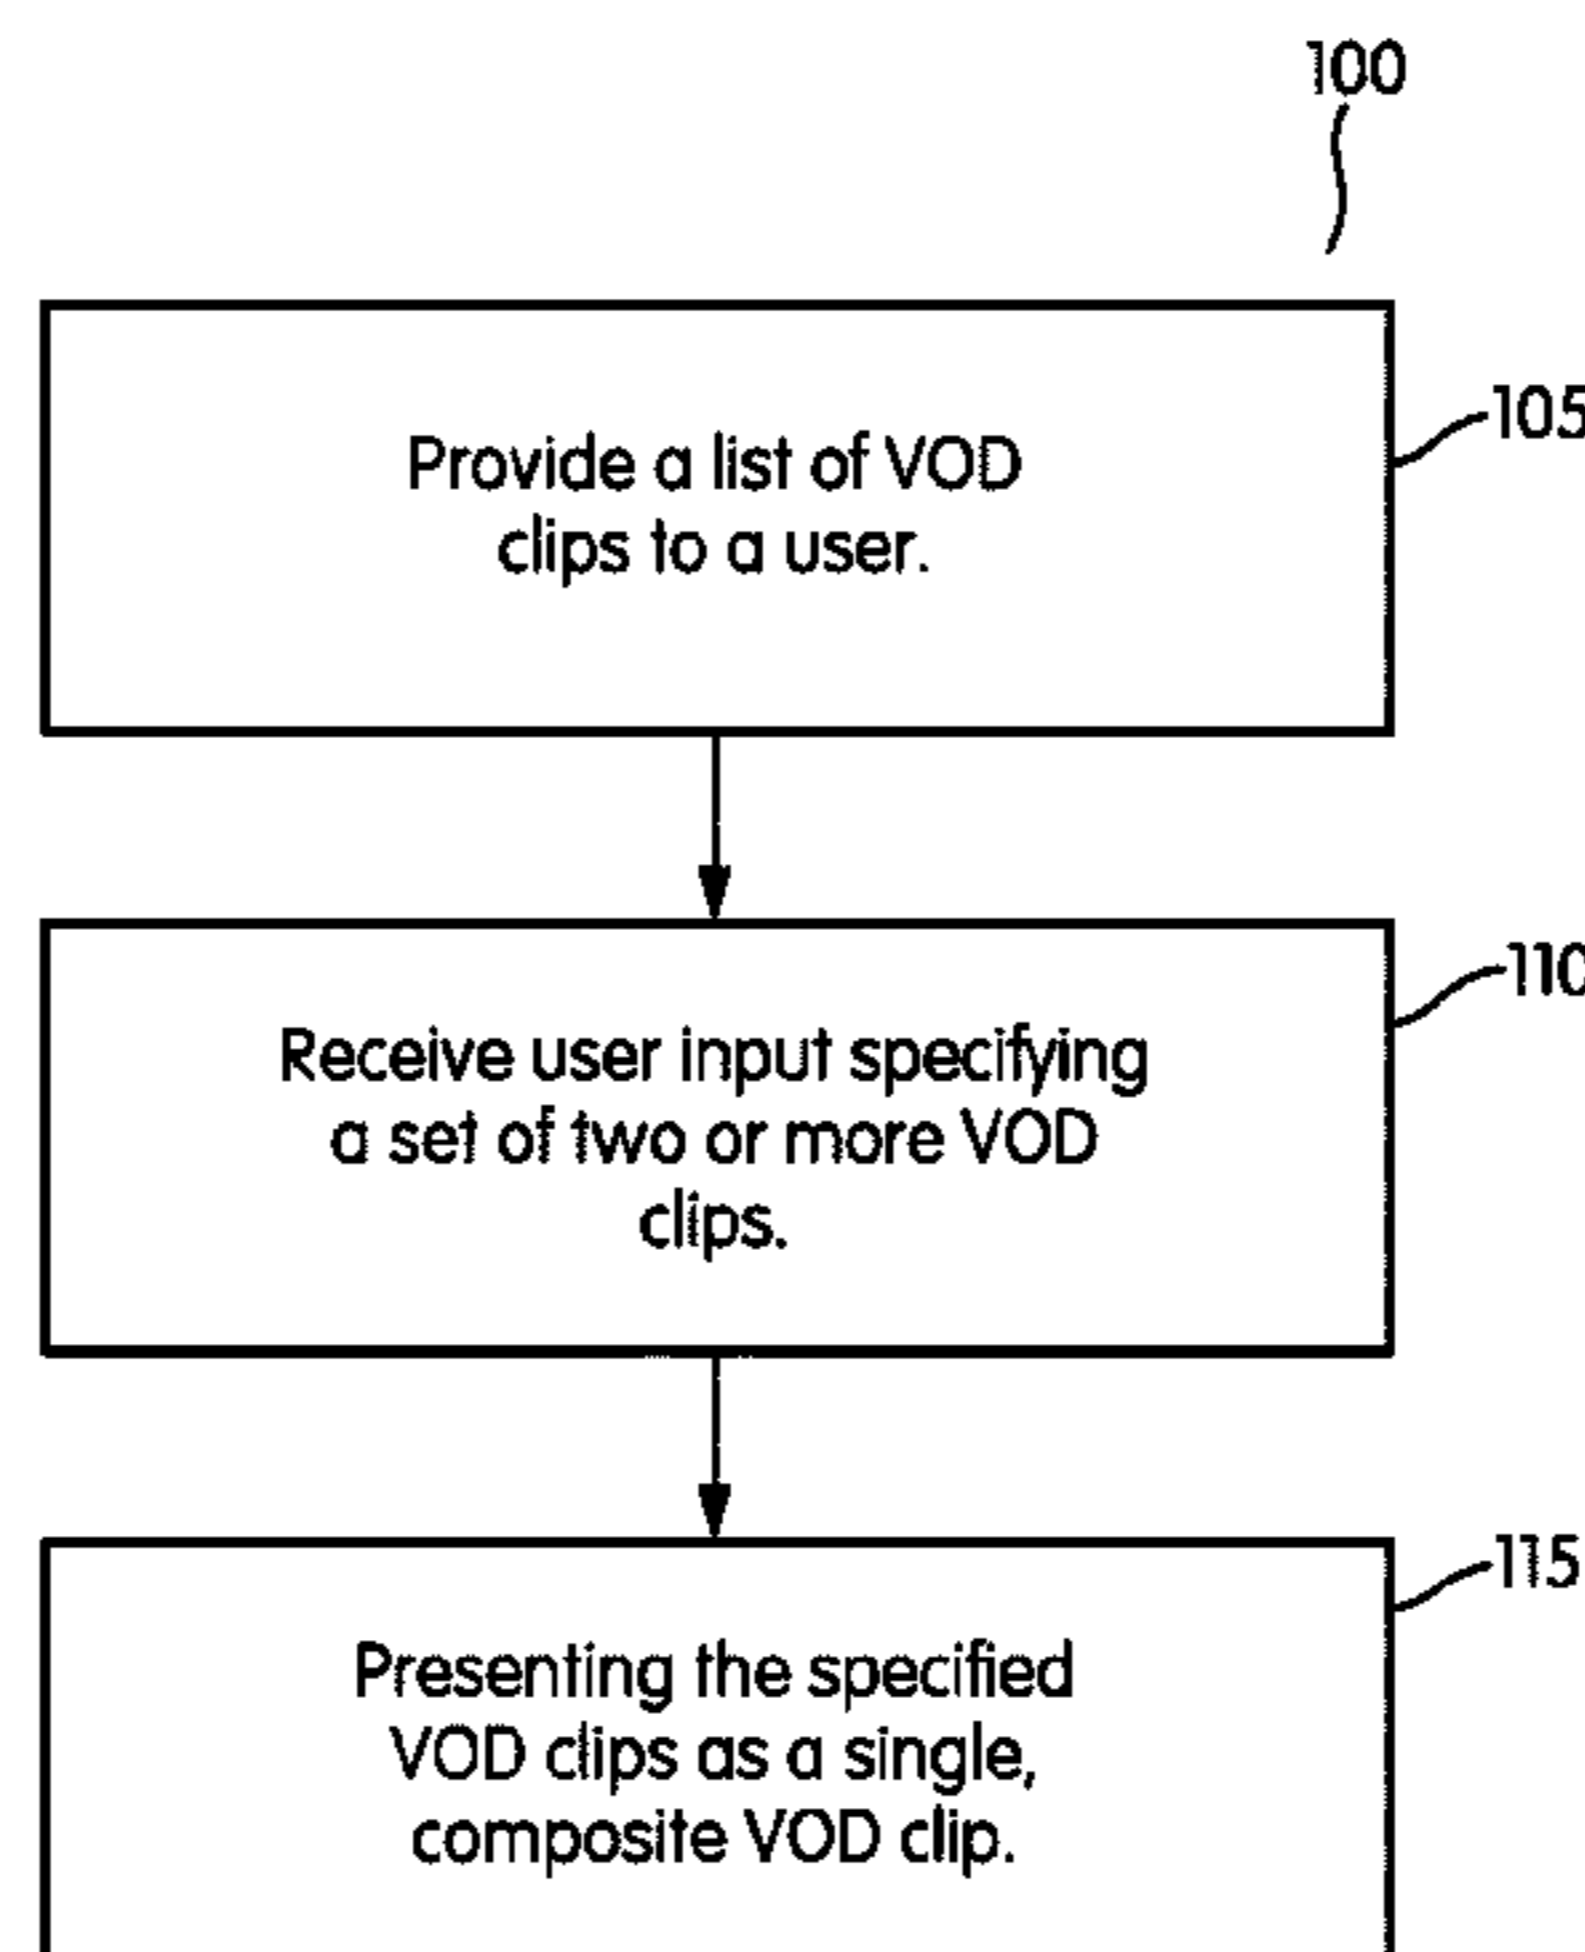 100
Provide a list of VOD
clips to a user.
105
Receive user input specifying
a set of two or more VOD
clips.
110
Presenting the specified
VOD clips as a single,
composite VOD clip.
115